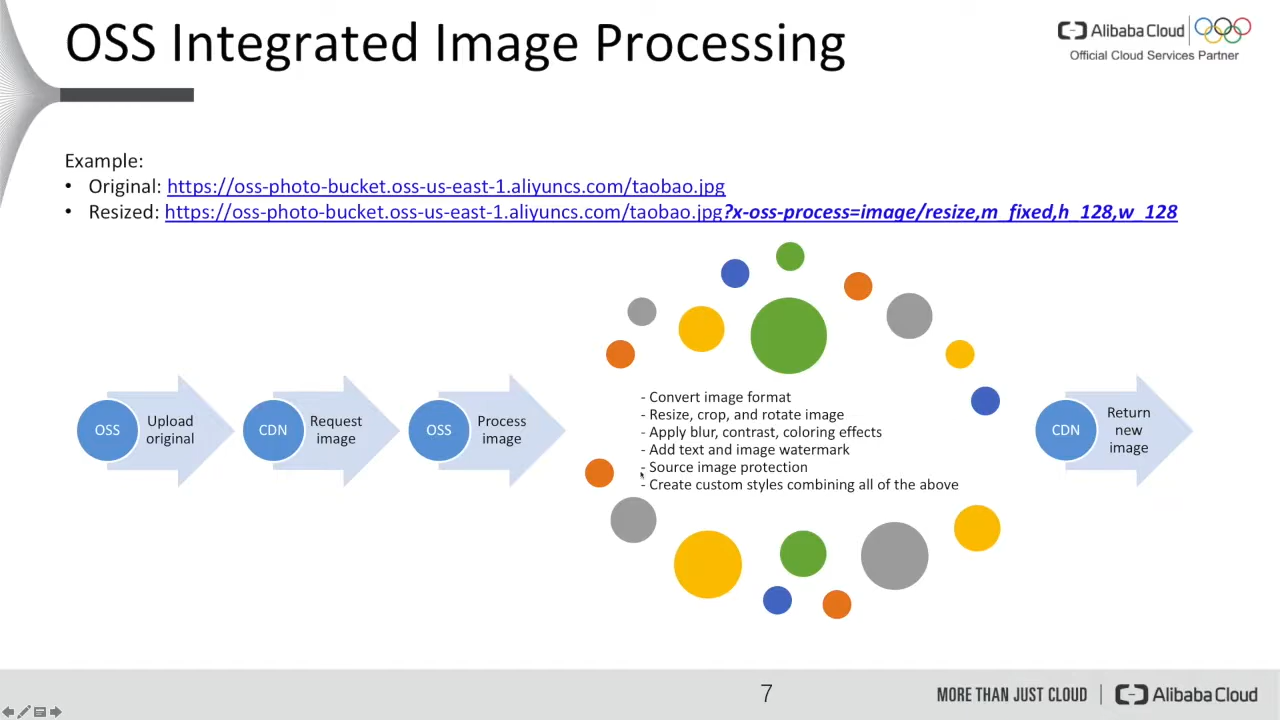 OSS Integrated Image Processing
Alibaba Cloud
Official Cloud Services Partner
Example:
• Original: https://oss-photo-bucket.oss-us-east-1.aliyuncs.com/taobao.jpg
• Resized: https://oss-photo-bucket.oss-us-east-1.aliyuncs.com/taobao.jpg?x-oss-process=image/resize,m_fixed,h_128,w_128
OSS
Upload
original
CDN
Request
image
OSS
Process
image
- Convert image format
- Resize, crop, and rotate image
- Apply blur, contrast, coloring effects
- Add text and image watermark
- Source image protection
- Create custom styles combining all of the above
CDN
Return
new
image
7
MORE THAN JUST CLOUD | Alibaba Cloud